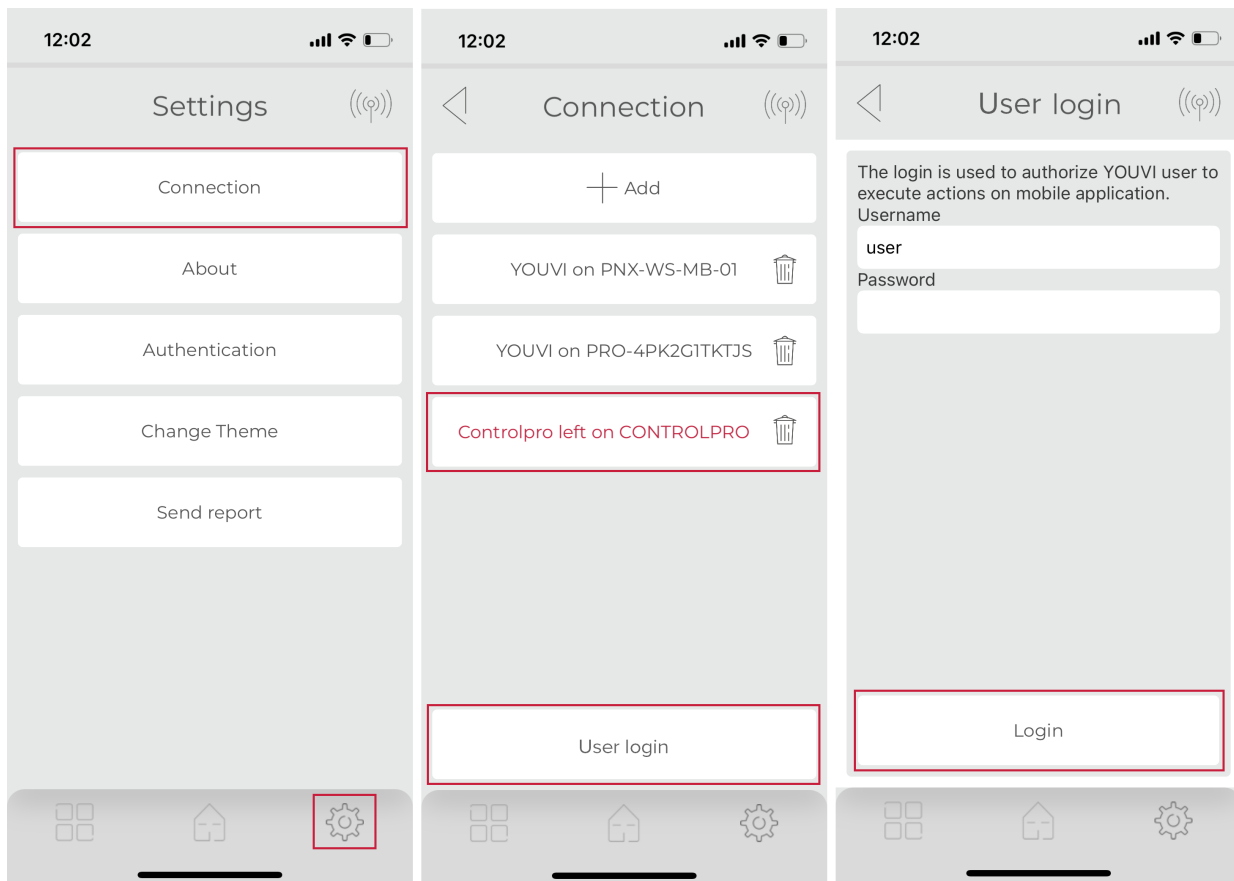 12:02
Settings
Connection
About
Authentication
Change Theme
Send report
12:02
Connection
Add
YOUVI on PNX-WS-MB-01
YOUVI on PRO-4PK2G1TKTJS
Controlpro left on CONTROLPRO
User login
12:02
User login
The login is used to authorize YOUVI user to
execute actions on mobile application.
Username
user
Password
Login